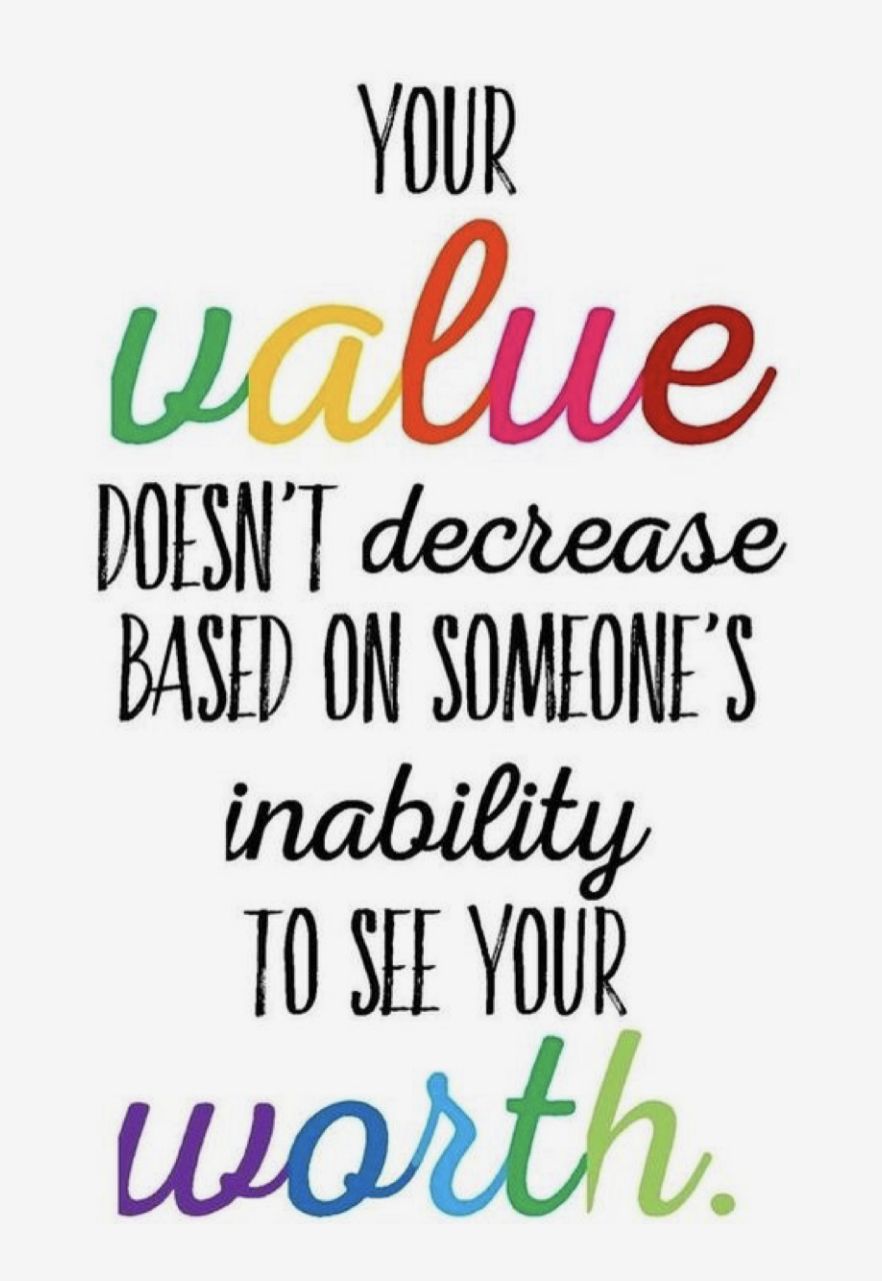 YOUR
value
DOESN'T decrease
BASED ON SOMEONE'S
inability
TO SEE YOUR
worth.